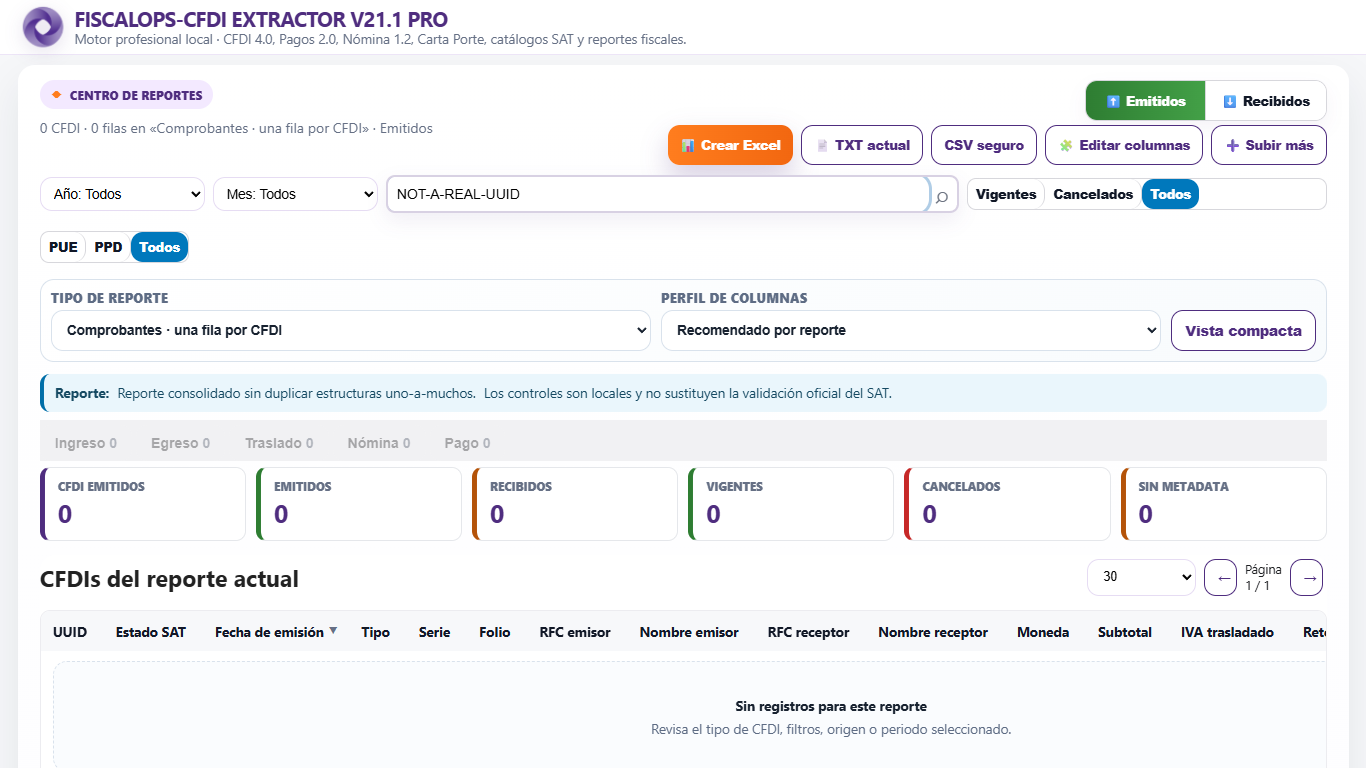 FISCALOPS-CFDI EXTRACTOR V21.1 PRO
Motor profesional local · CFDI 4.0, Pagos 2.0, Nómina 1.2, Carta Porte, catálogos SAT y reportes fiscales.
CENTRO DE REPORTES
0 CFDI · 0 filas en «Comprobantes · una fila por CFDI» · Emitidos
Emitidos Recibidos
Crear Excel TXT actual CSV seguro Editar columnas Subir más
Año: Todos Mes: Todos NOT-A-REAL-UUID Vigentes Cancelados Todos
PUE PPD Todos
TIPO DE REPORTE PERFIL DE COLUMNAS
Comprobantes · una fila por CFDI Recomendado por reporte Vista compacta
Reporte: Reporte consolidado sin duplicar estructuras uno-a-muchos. Los controles son locales y no sustituyen la validación oficial del SAT.
Ingreso 0 Egreso 0 Traslado 0 Nómina 0 Pago 0
CFDI EMITIDOS EMITIDOS RECIBIDOS VIGENTES CANCELADOS SIN METADATA
0 0 0 0 0 0
CFDIs del reporte actual 30 ← Página 1 / 1 →
UUID Estado SAT Fecha de emisión ▼ Tipo Serie Folio RFC emisor Nombre emisor RFC receptor Nombre receptor Moneda Subtotal IVA trasladado Rete
Sin registros para este reporte
Revisa el tipo de CFDI, filtros, origen o periodo seleccionado.